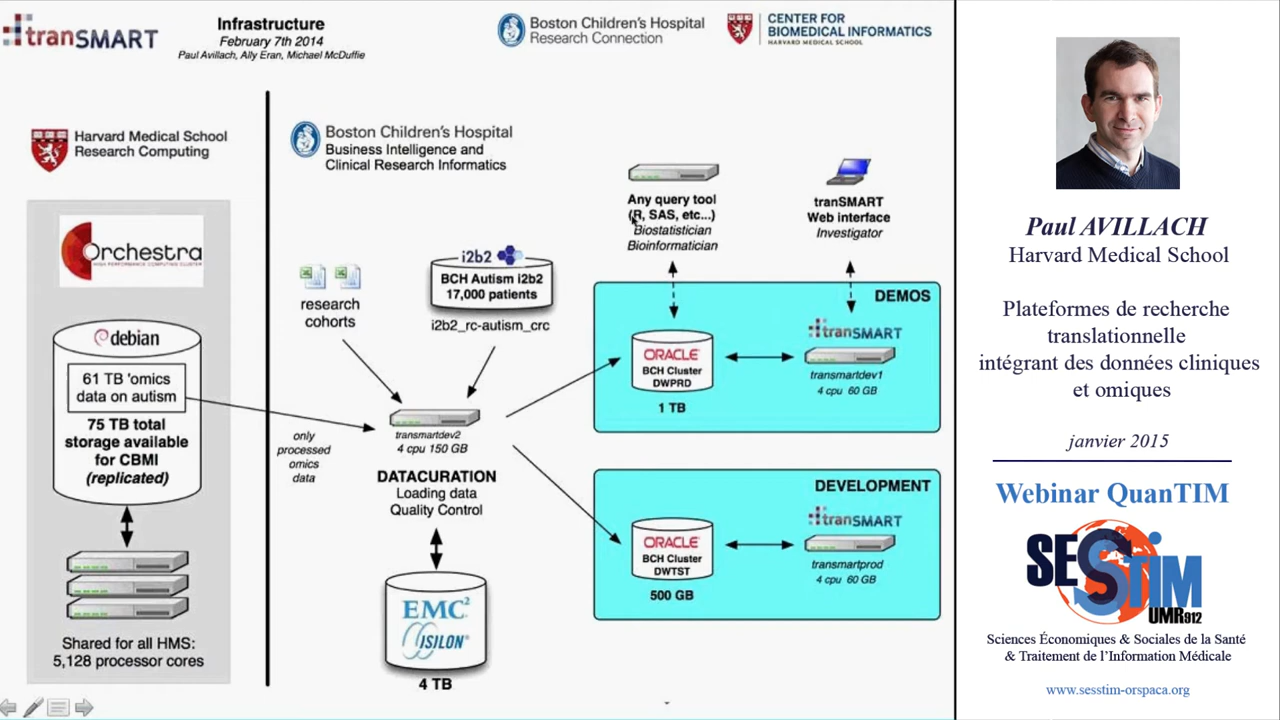 tranSMART
Infrastructure
February 7th 2014
Paul Avillach, Ally Eran, Michael McDuffie
Boston Children's Hospital
Research Connection
CENTER FOR
BIOMEDICAL INFORMATICS
HARVARD MEDICAL SCHOOL
Harvard Medical School
Research Computing
Orchestra
HIGH PERFORMANCE COMPUTING CLUSTER
debian
61 TB 'omics
data on autism
75 TB total
storage available
for CBMI
(replicated)
Shared for all HMS:
5,128 processor cores
Boston Children's Hospital
Business Intelligence and
Clinical Research Informatics
research
cohorts
i2b2
BCH Autism i2b2
17,000 patients
i2b2_rc-autism_crc
only
processed
omics
data
transmartdev2
4 cpu 150 GB
DATACURATION
Loading data
Quality Control
EMC²
ISILON
4 TB
Any query tool
(R, SAS, etc...)
Biostatistician
Bioinformatician
tranSMART
Web interface
Investigator
DEMOS
ORACLE
BCH Cluster
DWPRD
1 TB
tranSMART
transmartdev1
4 cpu 60 GB
DEVELOPMENT
ORACLE
BCH Cluster
DWTST
500 GB
tranSMART
transmartprod
4 cpu 60 GB
Paul AVILLACH
Harvard Medical School
Plateformes de recherche
translationnelle
intégrant des données cliniques
et omiques
janvier 2015
Webinar QuanTIM
SESSTIM
UMR912
Sciences Économiques & Sociales de la Santé
& Traitement de l'Information Médicale
www.sesstim-orspaca.org